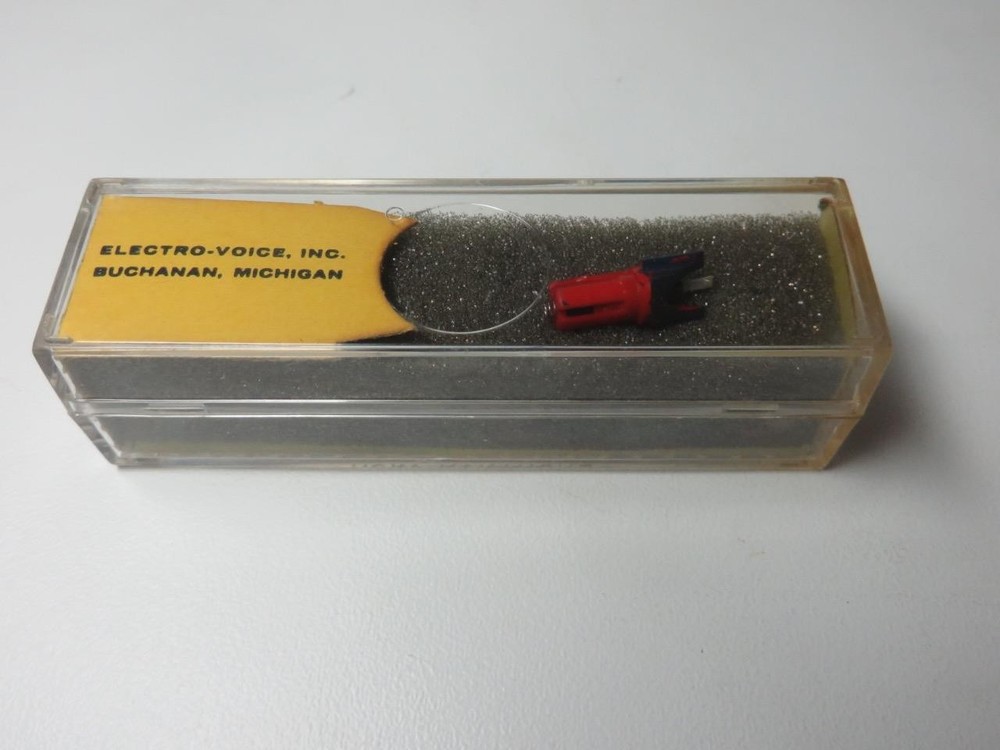 ELECTRO-VOICE, INC.
BUCHANAN, MICHIGAN